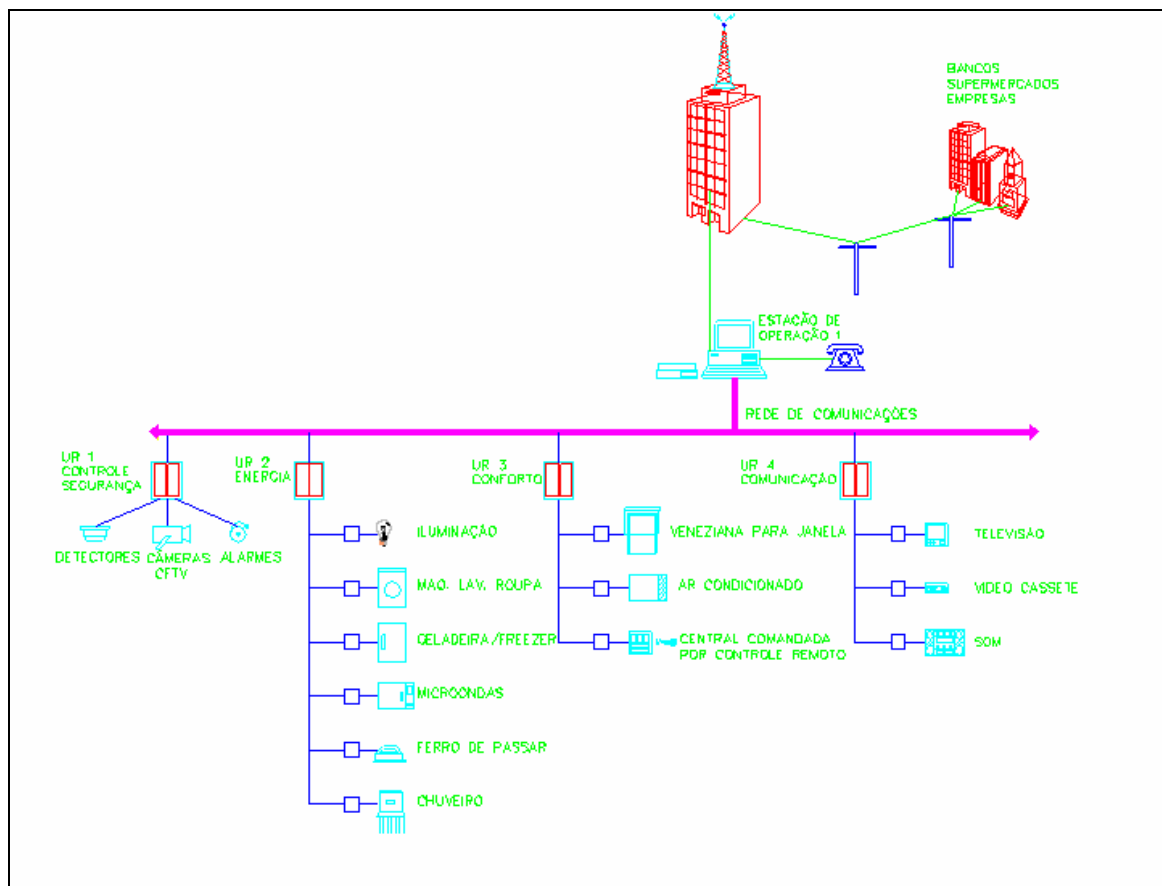 BANCOS
SUPERMERCADOS
EMPRESAS
ESTAÇÃO DE
OPERAÇÃO 1
REDE DE COMUNICAÇÕES
UR 1
CONTROLE
SEGURANÇA
UR 2
ENERGIA
UR 3
CONFORTO
UR 4
COMUNICAÇÃO
DETECTORES
CÂMERAS
CFTV
ALARMES
ILUMINAÇÃO
MAQ. LAV. ROUPA
GELADEIRA/FREEZER
MICROONDAS
FERRO DE PASSAR
CHUVEIRO
VENEZIANA PARA JANELA
AR CONDICIONADO
CENTRAL COMANDADA
POR CONTROLE REMOTO
TELEVISÃO
VIDEO CASSETE
SOM